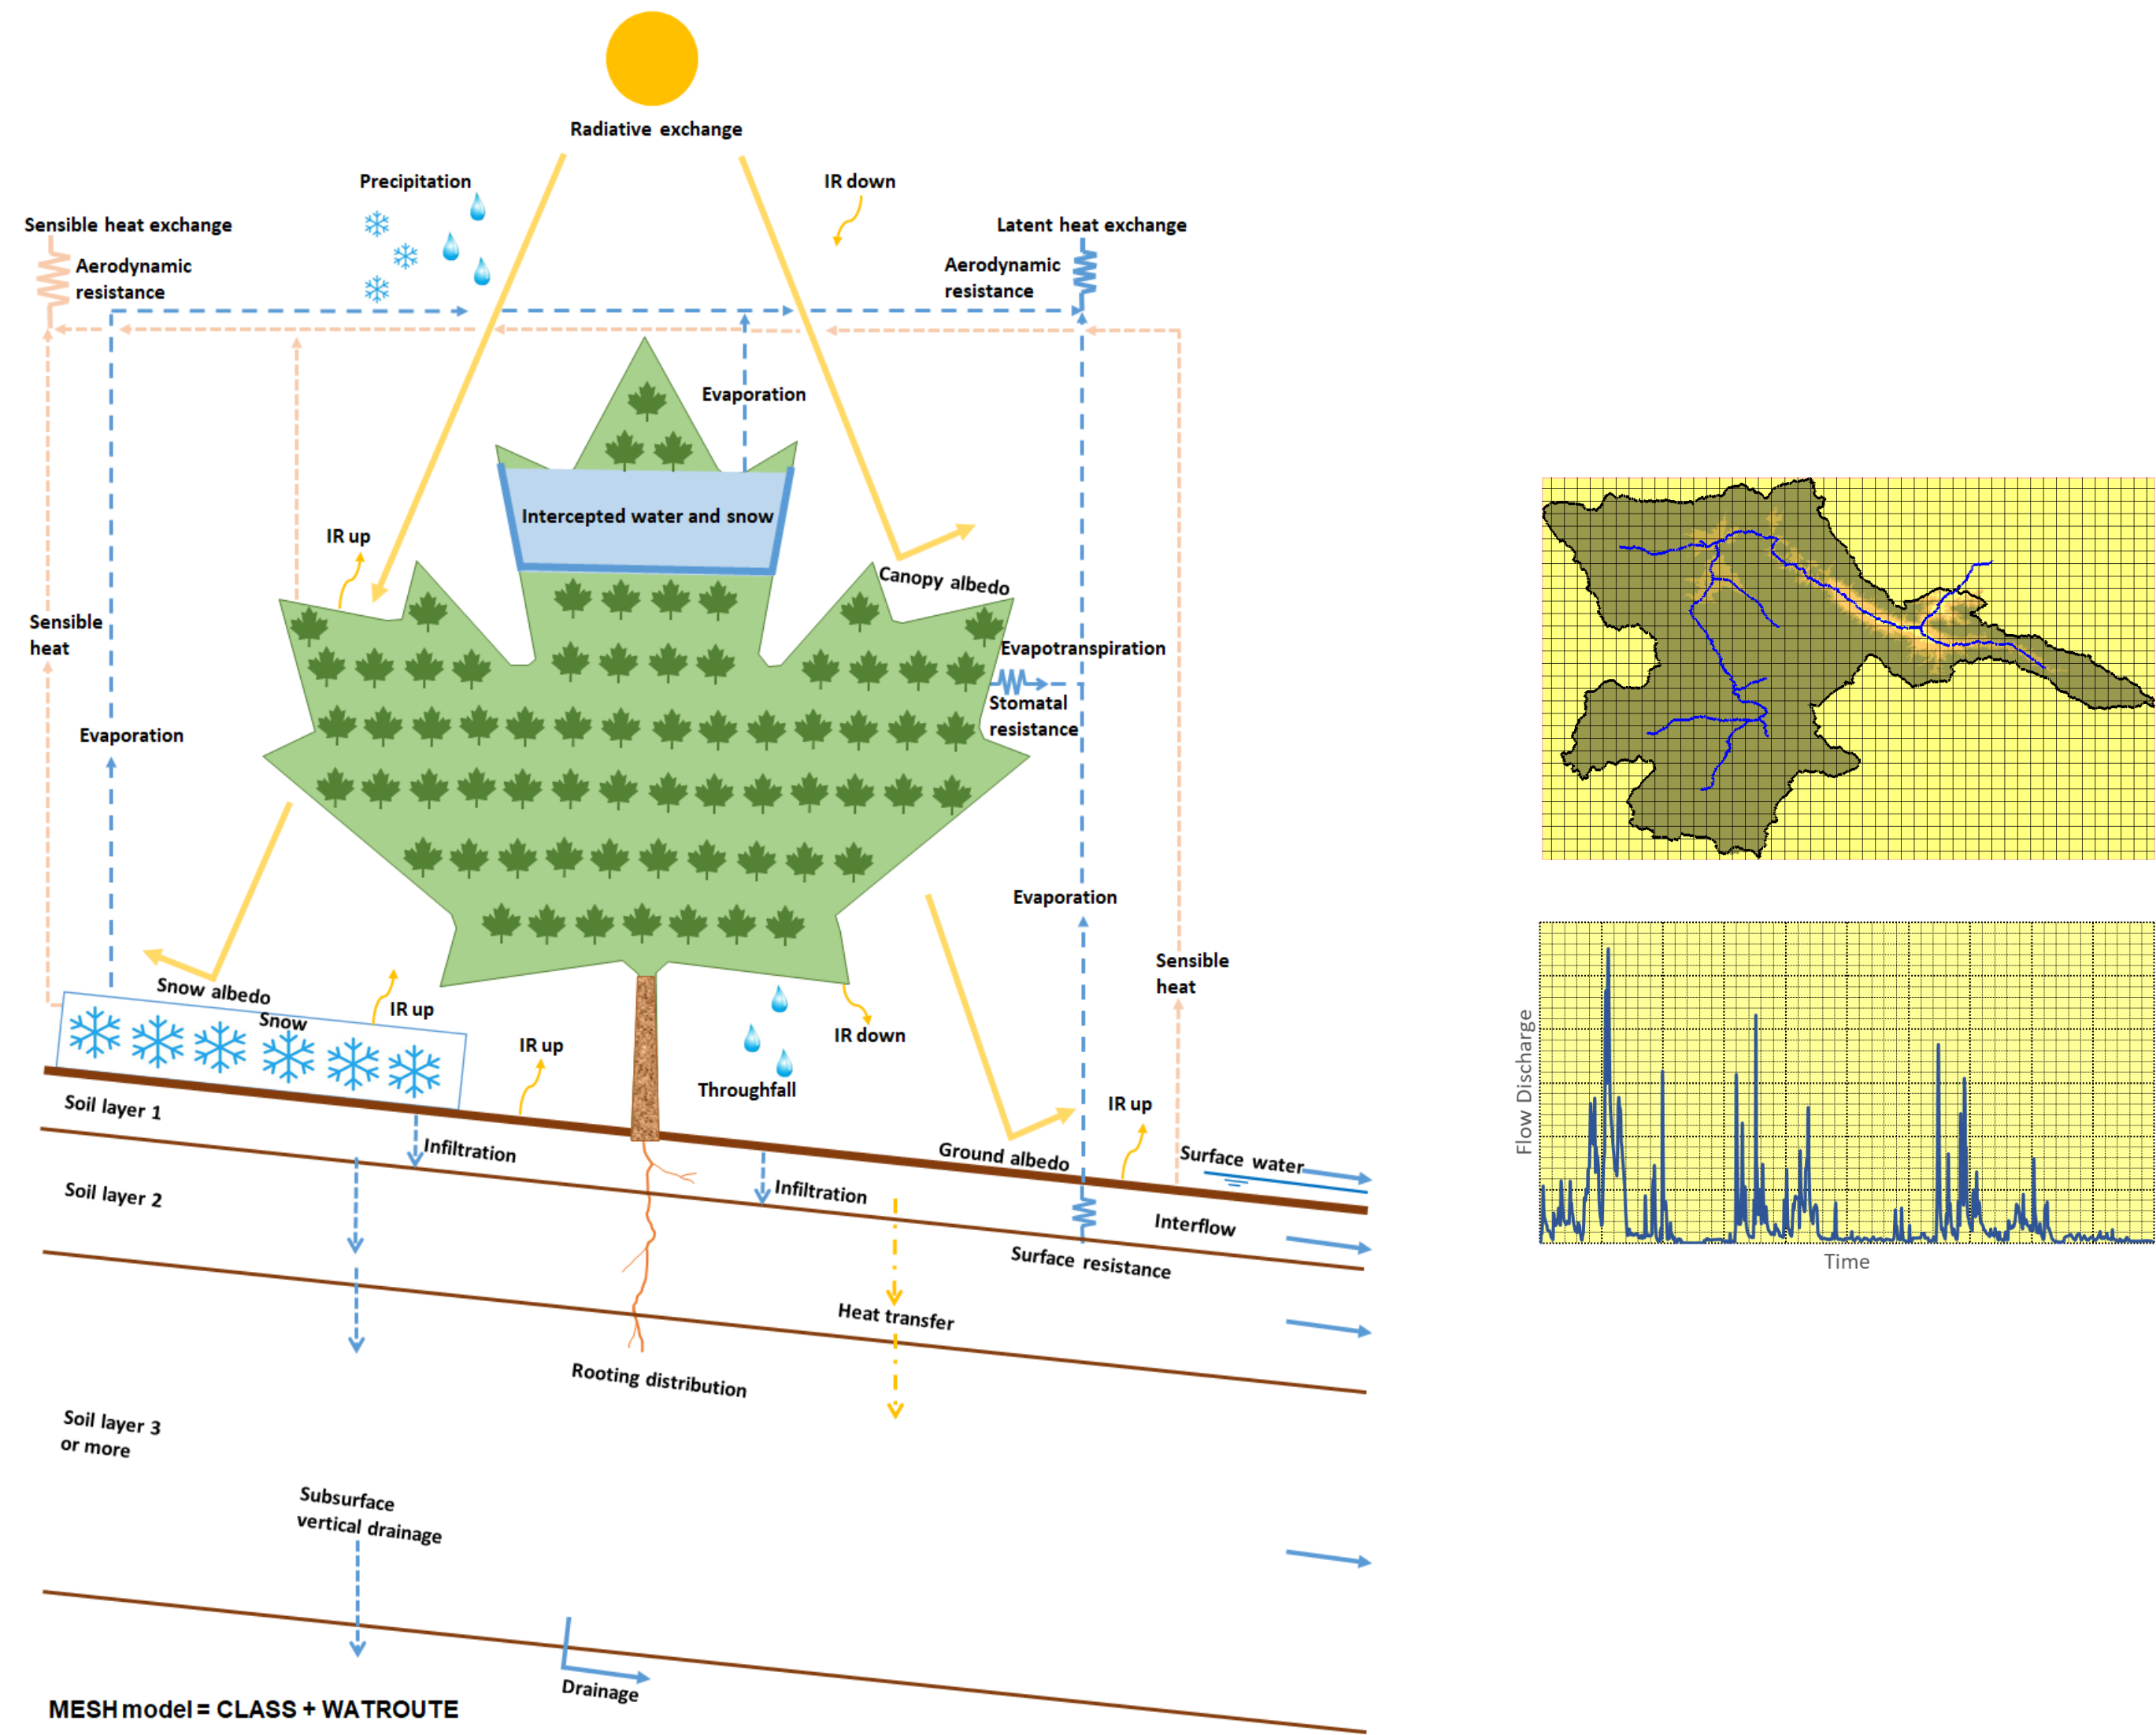 Radiative exchange
Precipitation
IR down
Sensible heat exchange
Latent heat exchange
Aerodynamic
resistance
Aerodynamic
resistance
Evaporation
Intercepted water and snow
IR up
Canopy albedo
Sensible
heat
Evapotranspiration
Stomatal
resistance
Evaporation
Evaporation
Sensible
heat
Snow albedo
Snow
IR up
IR up
IR down
Throughfall
IR up
Soil layer 1
Infiltration
Ground albedo
Surface water
Soil layer 2
Infiltration
Interflow
Surface resistance
Heat transfer
Rooting distribution
Soil layer 3
or more
Subsurface
vertical drainage
Drainage
MESH model = CLASS + WATROUTE
Flow Discharge
Time